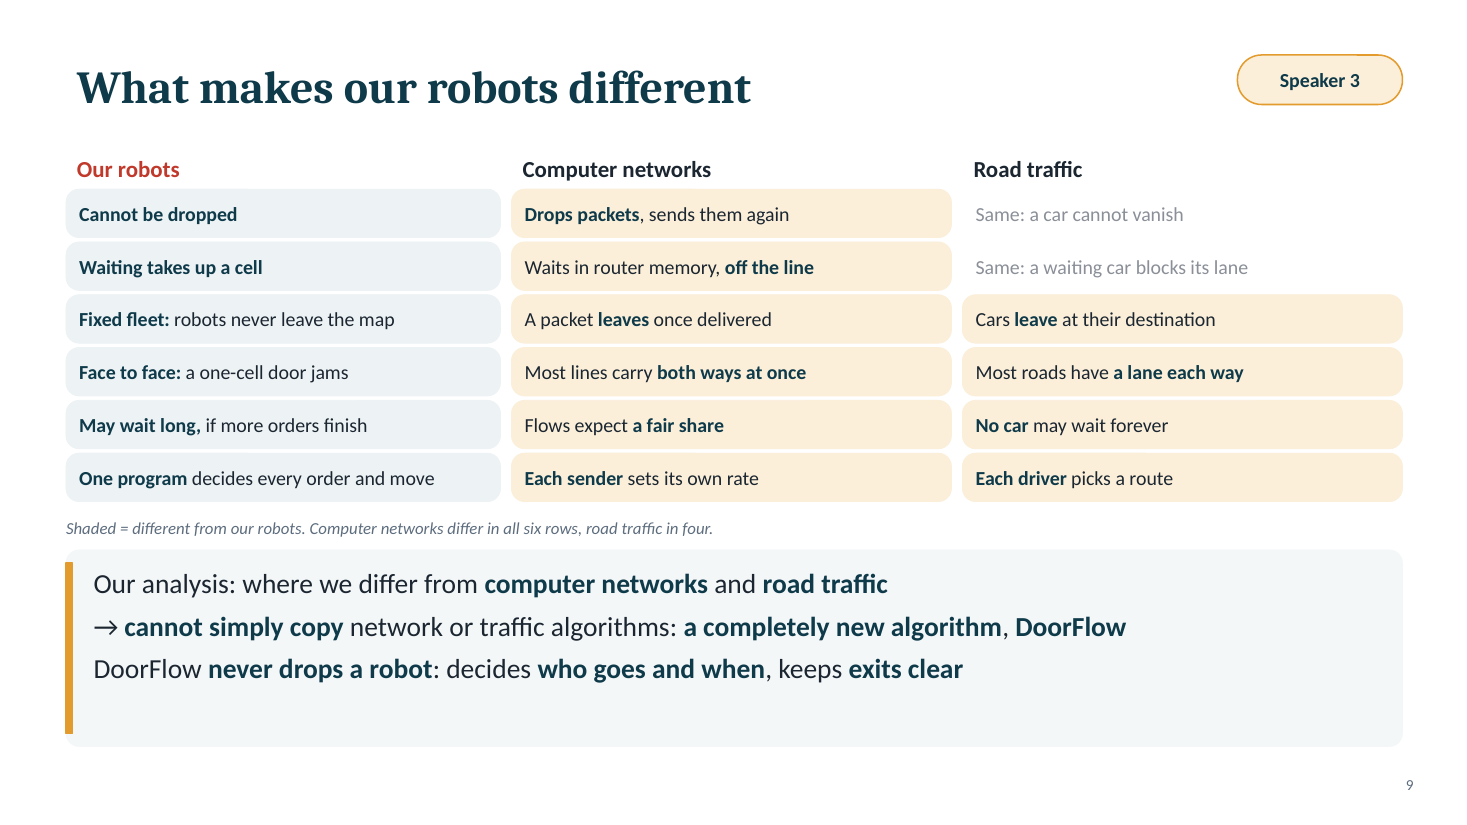 What makes our robots different
Speaker 3
Our robots
Computer networks
Road traffic
Cannot be dropped
Drops packets, sends them again
Same: a car cannot vanish
Waiting takes up a cell
Waits in router memory, off the line
Same: a waiting car blocks its lane
Fixed fleet: robots never leave the map
A packet leaves once delivered
Cars leave at their destination
Face to face: a one-cell door jams
Most lines carry both ways at once
Most roads have a lane each way
May wait long, if more orders finish
Flows expect a fair share
No car may wait forever
One program decides every order and move
Each sender sets its own rate
Each driver picks a route
Shaded = different from our robots. Computer networks differ in all six rows, road traffic in four.
Our analysis: where we differ from computer networks and road traffic
→ cannot simply copy network or traffic algorithms: a completely new algorithm, DoorFlow
DoorFlow never drops a robot: decides who goes and when, keeps exits clear
9